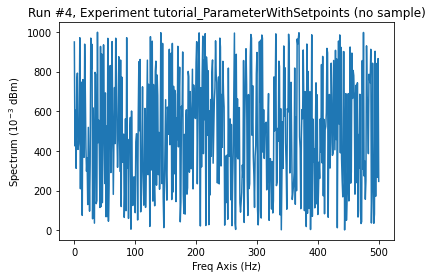 Run #4, Experiment tutorial_ParameterWithSetpoints (no sample)
1000
800
600
400
200
0
Spectrum (10⁻³ dBm)
0 100 200 300 400 500
Freq Axis (Hz)